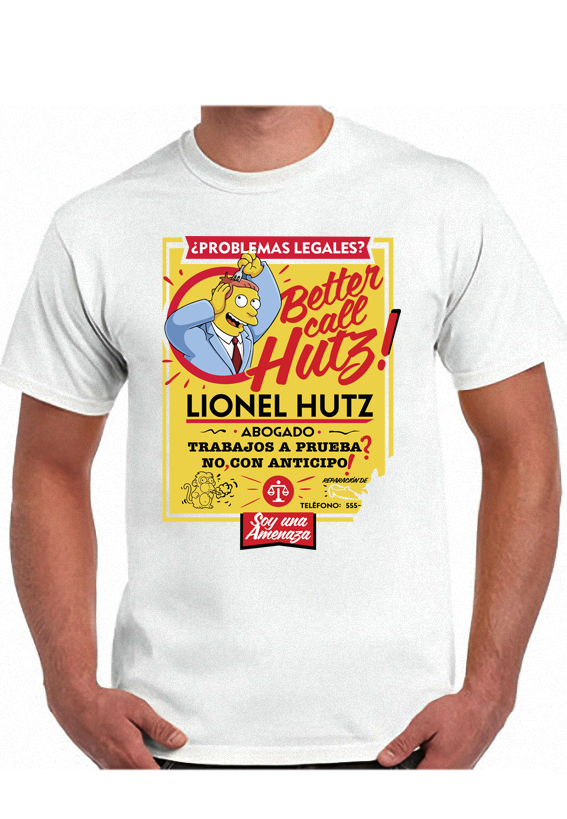 ¿PROBLEMAS LEGALES?
Better
call
Hutz!
LIONEL HUTZ
ABOGADO
TRABAJOS A PRUEBA?
NO,CON ANTICIPO!
REPARACIÓN DE
TELÉFONO: 555-
Soy una
Amenaza